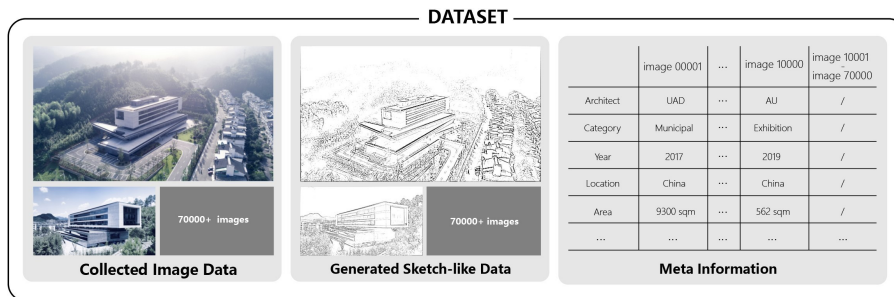 DATASET
70000+ images
Collected Image Data
70000+ images
Generated Sketch-like Data
image 00001 ... image 10000 image 10001
-
image 70000
Architect UAD ... AU /
Category Municipal ... Exhibition /
Year 2017 ... 2019 /
Location China ... China /
Area 9300 sqm ... 562 sqm /
... ... ... ... ...
Meta Information